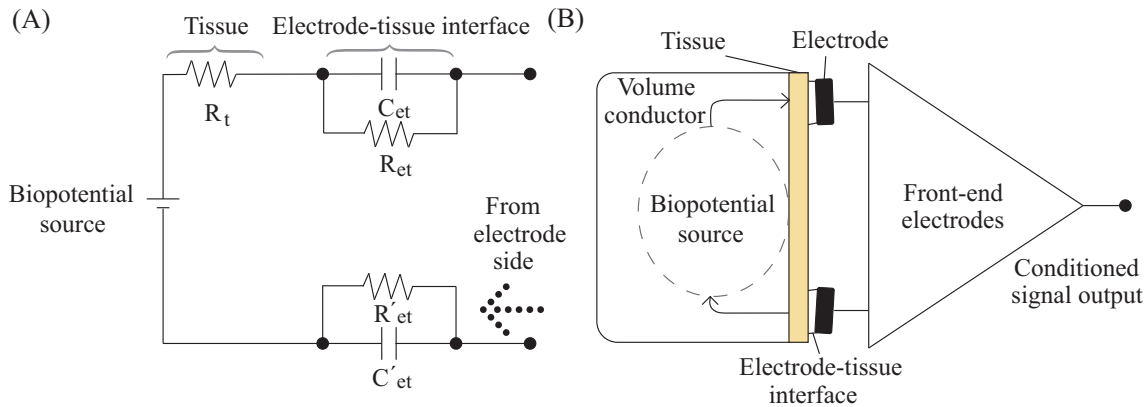 (A)
Tissue
Electrode-tissue interface
R_t
C_et
R_et
Biopotential
source
From
electrode
side
R′_et
C′_et
(B)
Tissue
Electrode
Volume
conductor
Biopotential
source
Front-end
electrodes
Conditioned
signal output
Electrode-tissue
interface